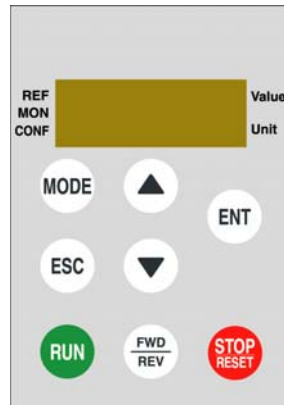 REF
Value
MON
CONF
Unit
MODE
ENT
ESC
RUN
FWD
REV
STOP
RESET